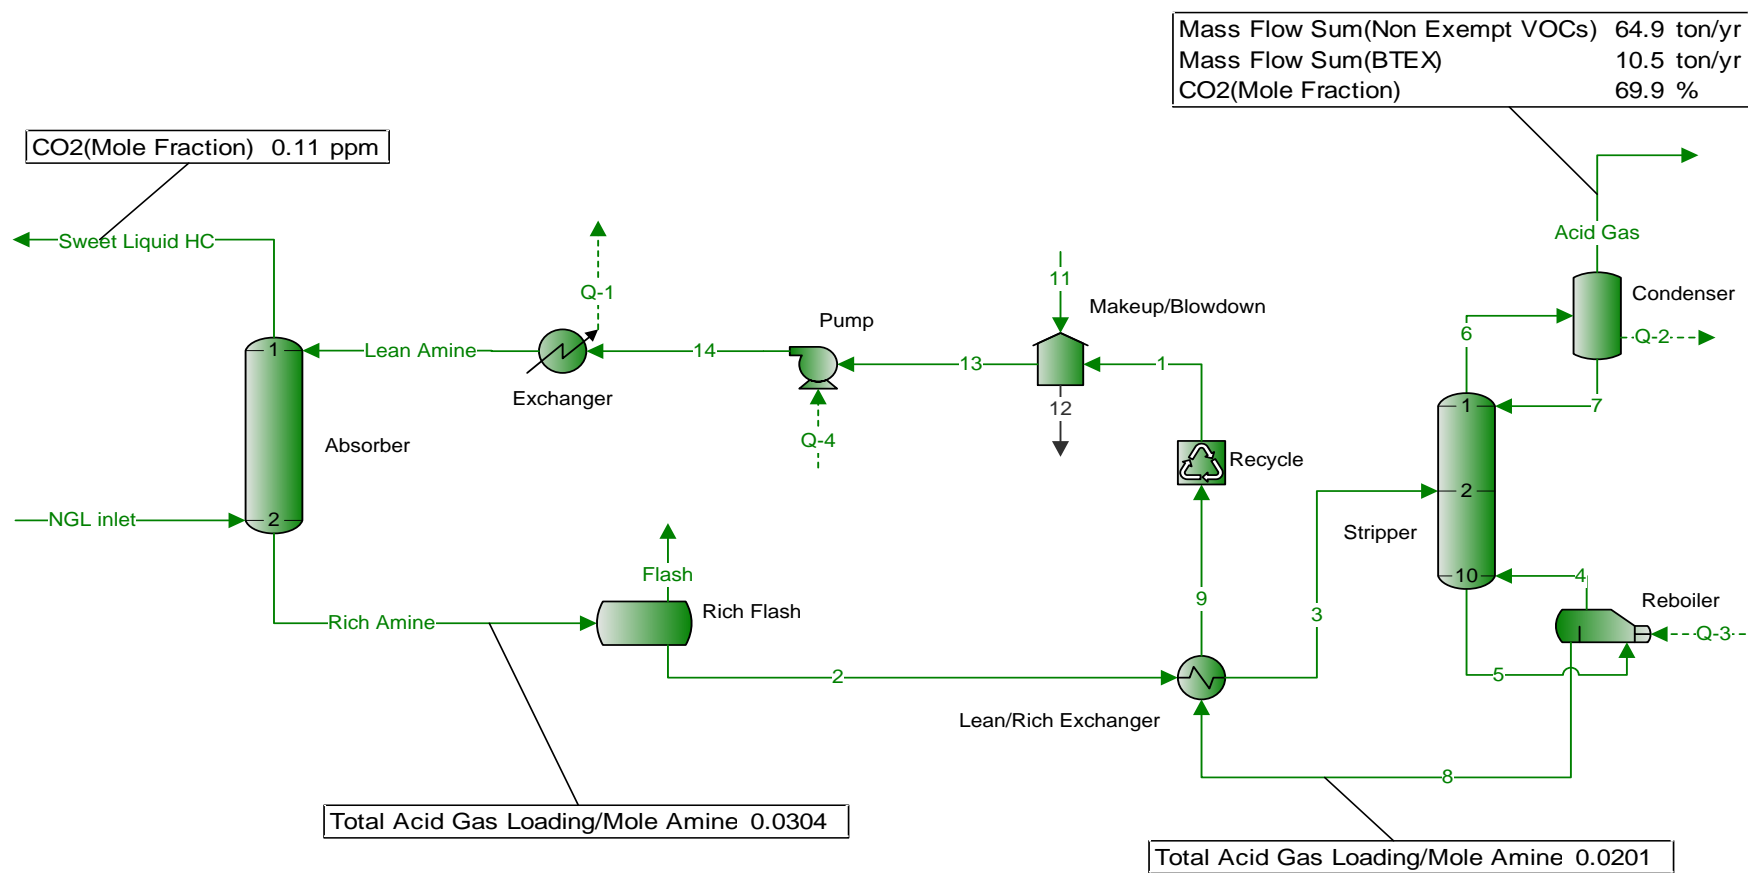 Mass Flow Sum(Non Exempt VOCs) 64.9 ton/yr
Mass Flow Sum(BTEX) 10.5 ton/yr
CO2(Mole Fraction) 69.9 %
CO2(Mole Fraction) 0.11 ppm
Sweet Liquid HC
Acid Gas
Q-1
11
Makeup/Blowdown
Condenser
Pump
6
Q-2
1
Lean Amine
14
13
1
Exchanger
12
1
7
Q-4
Absorber
Recycle
2
NGL inlet
2
Stripper
Flash
10
4
Rich Flash
9
3
Reboiler
Rich Amine
Q-3
2
5
Lean/Rich Exchanger
8
Total Acid Gas Loading/Mole Amine 0.0304
Total Acid Gas Loading/Mole Amine 0.0201